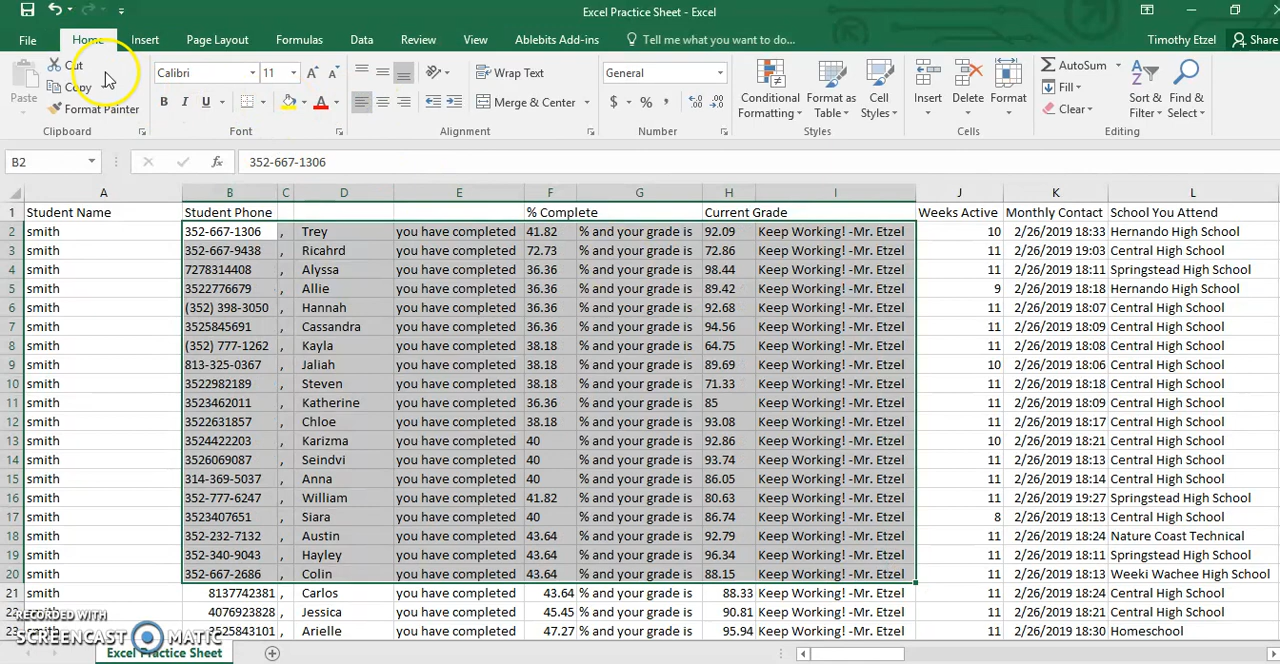 Excel Practice Sheet - Excel
File Home Insert Page Layout Formulas Data Review View Ablebits Add-ins Tell me what you want to do... Timothy Etzel Share
Cut
Copy
Format Painter
Paste
Clipboard
Calibri 11 A A
B I U A
Font
Wrap Text
Merge & Center
Alignment
General
$ % , .00 .0
Number
Conditional Formatting
Format as Table
Cell Styles
Styles
Insert Delete Format
Cells
AutoSum
Fill
Clear
Sort & Filter
Find & Select
Editing
B2 fx 352-667-1306
A B C D E F G H I J K L
1 Student Name Student Phone % Complete Current Grade Weeks Active Monthly Contact School You Attend
2 smith 352-667-1306 , Trey you have completed 41.82 % and your grade is 92.09 Keep Working! -Mr. Etzel 10 2/26/2019 18:33 Hernando High School
3 smith 352-667-9438 , Ricahrd you have completed 72.73 % and your grade is 72.86 Keep Working! -Mr. Etzel 11 2/26/2019 19:03 Central High School
4 smith 7278314408 , Alyssa you have completed 36.36 % and your grade is 98.44 Keep Working! -Mr. Etzel 11 2/26/2019 18:11 Springstead High School
5 smith 3522776679 , Allie you have completed 36.36 % and your grade is 89.42 Keep Working! -Mr. Etzel 9 2/26/2019 18:18 Hernando High School
6 smith (352) 398-3050 , Hannah you have completed 36.36 % and your grade is 92.68 Keep Working! -Mr. Etzel 11 2/26/2019 18:07 Central High School
7 smith 3525845691 , Cassandra you have completed 36.36 % and your grade is 94.56 Keep Working! -Mr. Etzel 11 2/26/2019 18:09 Central High School
8 smith (352) 777-1262 , Kayla you have completed 38.18 % and your grade is 64.75 Keep Working! -Mr. Etzel 11 2/26/2019 18:08 Central High School
9 smith 813-325-0367 , Jaliah you have completed 38.18 % and your grade is 89.69 Keep Working! -Mr. Etzel 10 2/26/2019 18:06 Central High School
10 smith 3522982189 , Steven you have completed 38.18 % and your grade is 71.33 Keep Working! -Mr. Etzel 11 2/26/2019 18:18 Central High School
11 smith 3523462011 , Katherine you have completed 36.36 % and your grade is 85 Keep Working! -Mr. Etzel 11 2/26/2019 18:09 Central High School
12 smith 3522631857 , Chloe you have completed 38.18 % and your grade is 93.08 Keep Working! -Mr. Etzel 11 2/26/2019 18:17 Central High School
13 smith 3524422203 , Karizma you have completed 40 % and your grade is 92.86 Keep Working! -Mr. Etzel 10 2/26/2019 18:21 Central High School
14 smith 3526069087 , Seindvi you have completed 40 % and your grade is 93.74 Keep Working! -Mr. Etzel 11 2/26/2019 18:13 Central High School
15 smith 314-369-5037 , Anna you have completed 40 % and your grade is 86.05 Keep Working! -Mr. Etzel 11 2/26/2019 18:14 Central High School
16 smith 352-777-6247 , William you have completed 41.82 % and your grade is 80.63 Keep Working! -Mr. Etzel 11 2/26/2019 19:27 Springstead High School
17 smith 3523407651 , Siara you have completed 40 % and your grade is 86.74 Keep Working! -Mr. Etzel 8 2/26/2019 18:13 Central High School
18 smith 352-232-7132 , Austin you have completed 43.64 % and your grade is 92.79 Keep Working! -Mr. Etzel 11 2/26/2019 18:24 Nature Coast Technical
19 smith 352-340-9043 , Hayley you have completed 43.64 % and your grade is 96.34 Keep Working! -Mr. Etzel 11 2/26/2019 18:11 Springstead High School
20 smith 352-667-2686 , Colin you have completed 43.64 % and your grade is 88.15 Keep Working! -Mr. Etzel 11 2/26/2019 18:13 Weeki Wachee High School
21 smith 8137742381 , Carlos you have completed 43.64 % and your grade is 88.33 Keep Working! -Mr. Etzel 11 2/26/2019 18:24 Central High School
22 smith 4076923828 , Jessica you have completed 45.45 % and your grade is 90.81 Keep Working! -Mr. Etzel 11 2/26/2019 18:21 Central High School
23 smith 3525843101 , Arielle you have completed 47.27 % and your grade is 95.94 Keep Working! -Mr. Etzel 11 2/26/2019 18:30 Homeschool
RECORDED WITH
SCREENCAST MATIC
Excel Practice Sheet